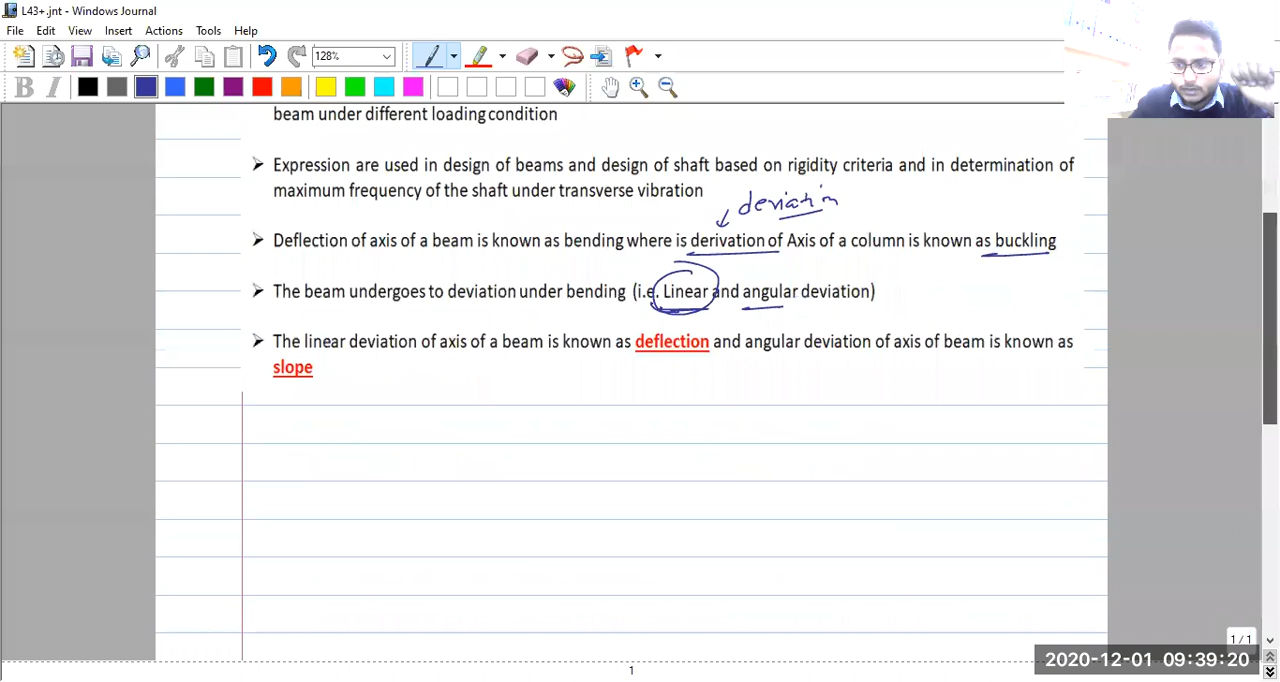 L43+.jnt - Windows Journal
File Edit View Insert Actions Tools Help
128%
B I
beam under different loading condition
➢ Expression are used in design of beams and design of shaft based on rigidity criteria and in determination of
maximum frequency of the shaft under transverse vibration
deviation
➢ Deflection of axis of a beam is known as bending where is derivation of Axis of a column is known as buckling
➢ The beam undergoes to deviation under bending (i.e. Linear and angular deviation)
➢ The linear deviation of axis of a beam is known as deflection and angular deviation of axis of beam is known as
slope
1 / 1
2020-12-01 09:39:20
1